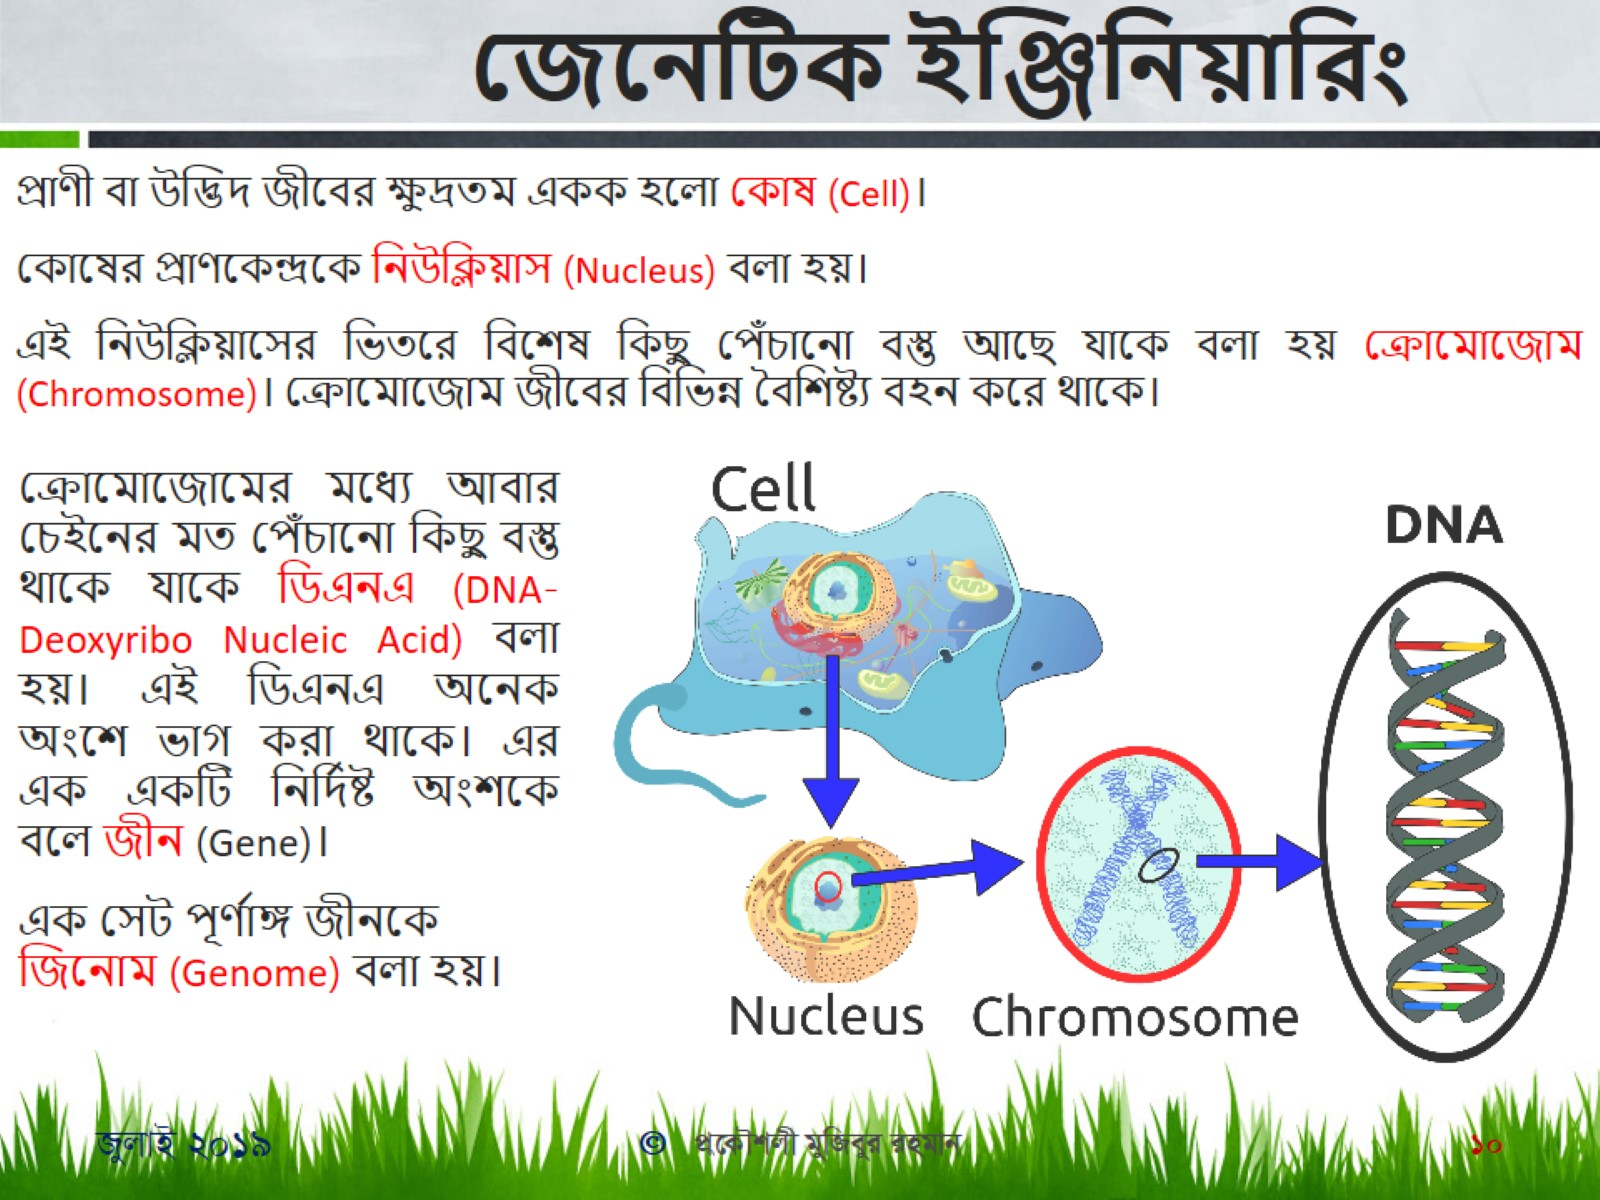 জেনেটিক ইঞ্জিনিয়ারিং
প্রাণী বা উদ্ভিদ জীবের ক্ষুদ্রতম একক হলো কোষ (Cell)।
কোষের প্রাণকেন্দ্রকে নিউক্লিয়াস (Nucleus) বলা হয়।
এই নিউক্লিয়াসের ভিতরে বিশেষ কিছু পেঁচানো বস্তু আছে যাকে বলা হয় ক্রোমোজোম
(Chromosome)। ক্রোমোজোম জীবের বিভিন্ন বৈশিষ্ট্য বহন করে থাকে।
ক্রোমোজোমের মধ্যে আবার
চেইনের মত পেঁচানো কিছু বস্তু
থাকে যাকে ডিএনএ (DNA-
Deoxyribo Nucleic Acid) বলা
হয়। এই ডিএনএ অনেক
অংশে ভাগ করা থাকে। এর
এক একটি নির্দিষ্ট অংশকে
বলে জীন (Gene)।
এক সেট পূর্ণাঙ্গ জীনকে
জিনোম (Genome) বলা হয়।
Cell
DNA
Nucleus
Chromosome
জুলাই ২০১৯
© প্রকৌশলী মুজিবুর রহমান
১০